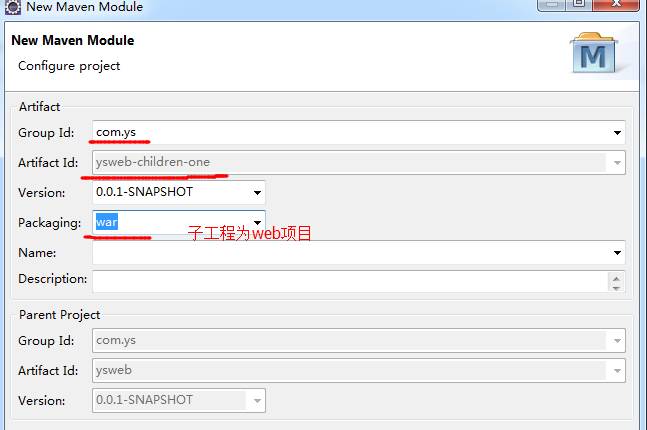 New Maven Module
New Maven Module
Configure project
M
Artifact
Group Id: com.ys
Artifact Id: ysweb-children-one
Version: 0.0.1-SNAPSHOT
Packaging: war
子工程为web项目
Name:
Description:
Parent Project
Group Id: com.ys
Artifact Id: ysweb
Version: 0.0.1-SNAPSHOT